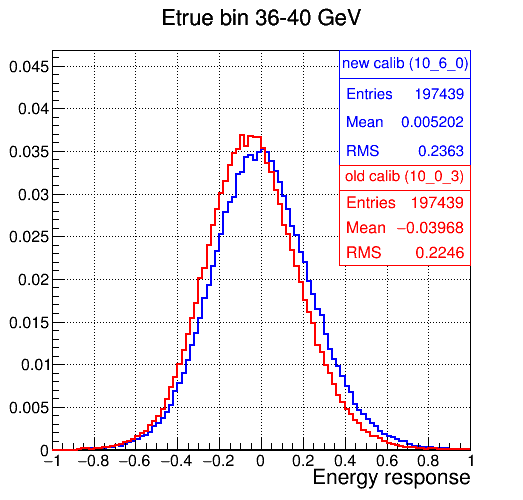 Etrue bin 36-40 GeV
new calib (10_6_0)
Entries 197439
Mean 0.005202
RMS 0.2363
old calib (10_0_3)
Entries 197439
Mean −0.03968
RMS 0.2246
0.045
0.04
0.035
0.03
0.025
0.02
0.015
0.01
0.005
0
−1 −0.8 −0.6 −0.4 −0.2 0 0.2 0.4 0.6 0.8 1
Energy response